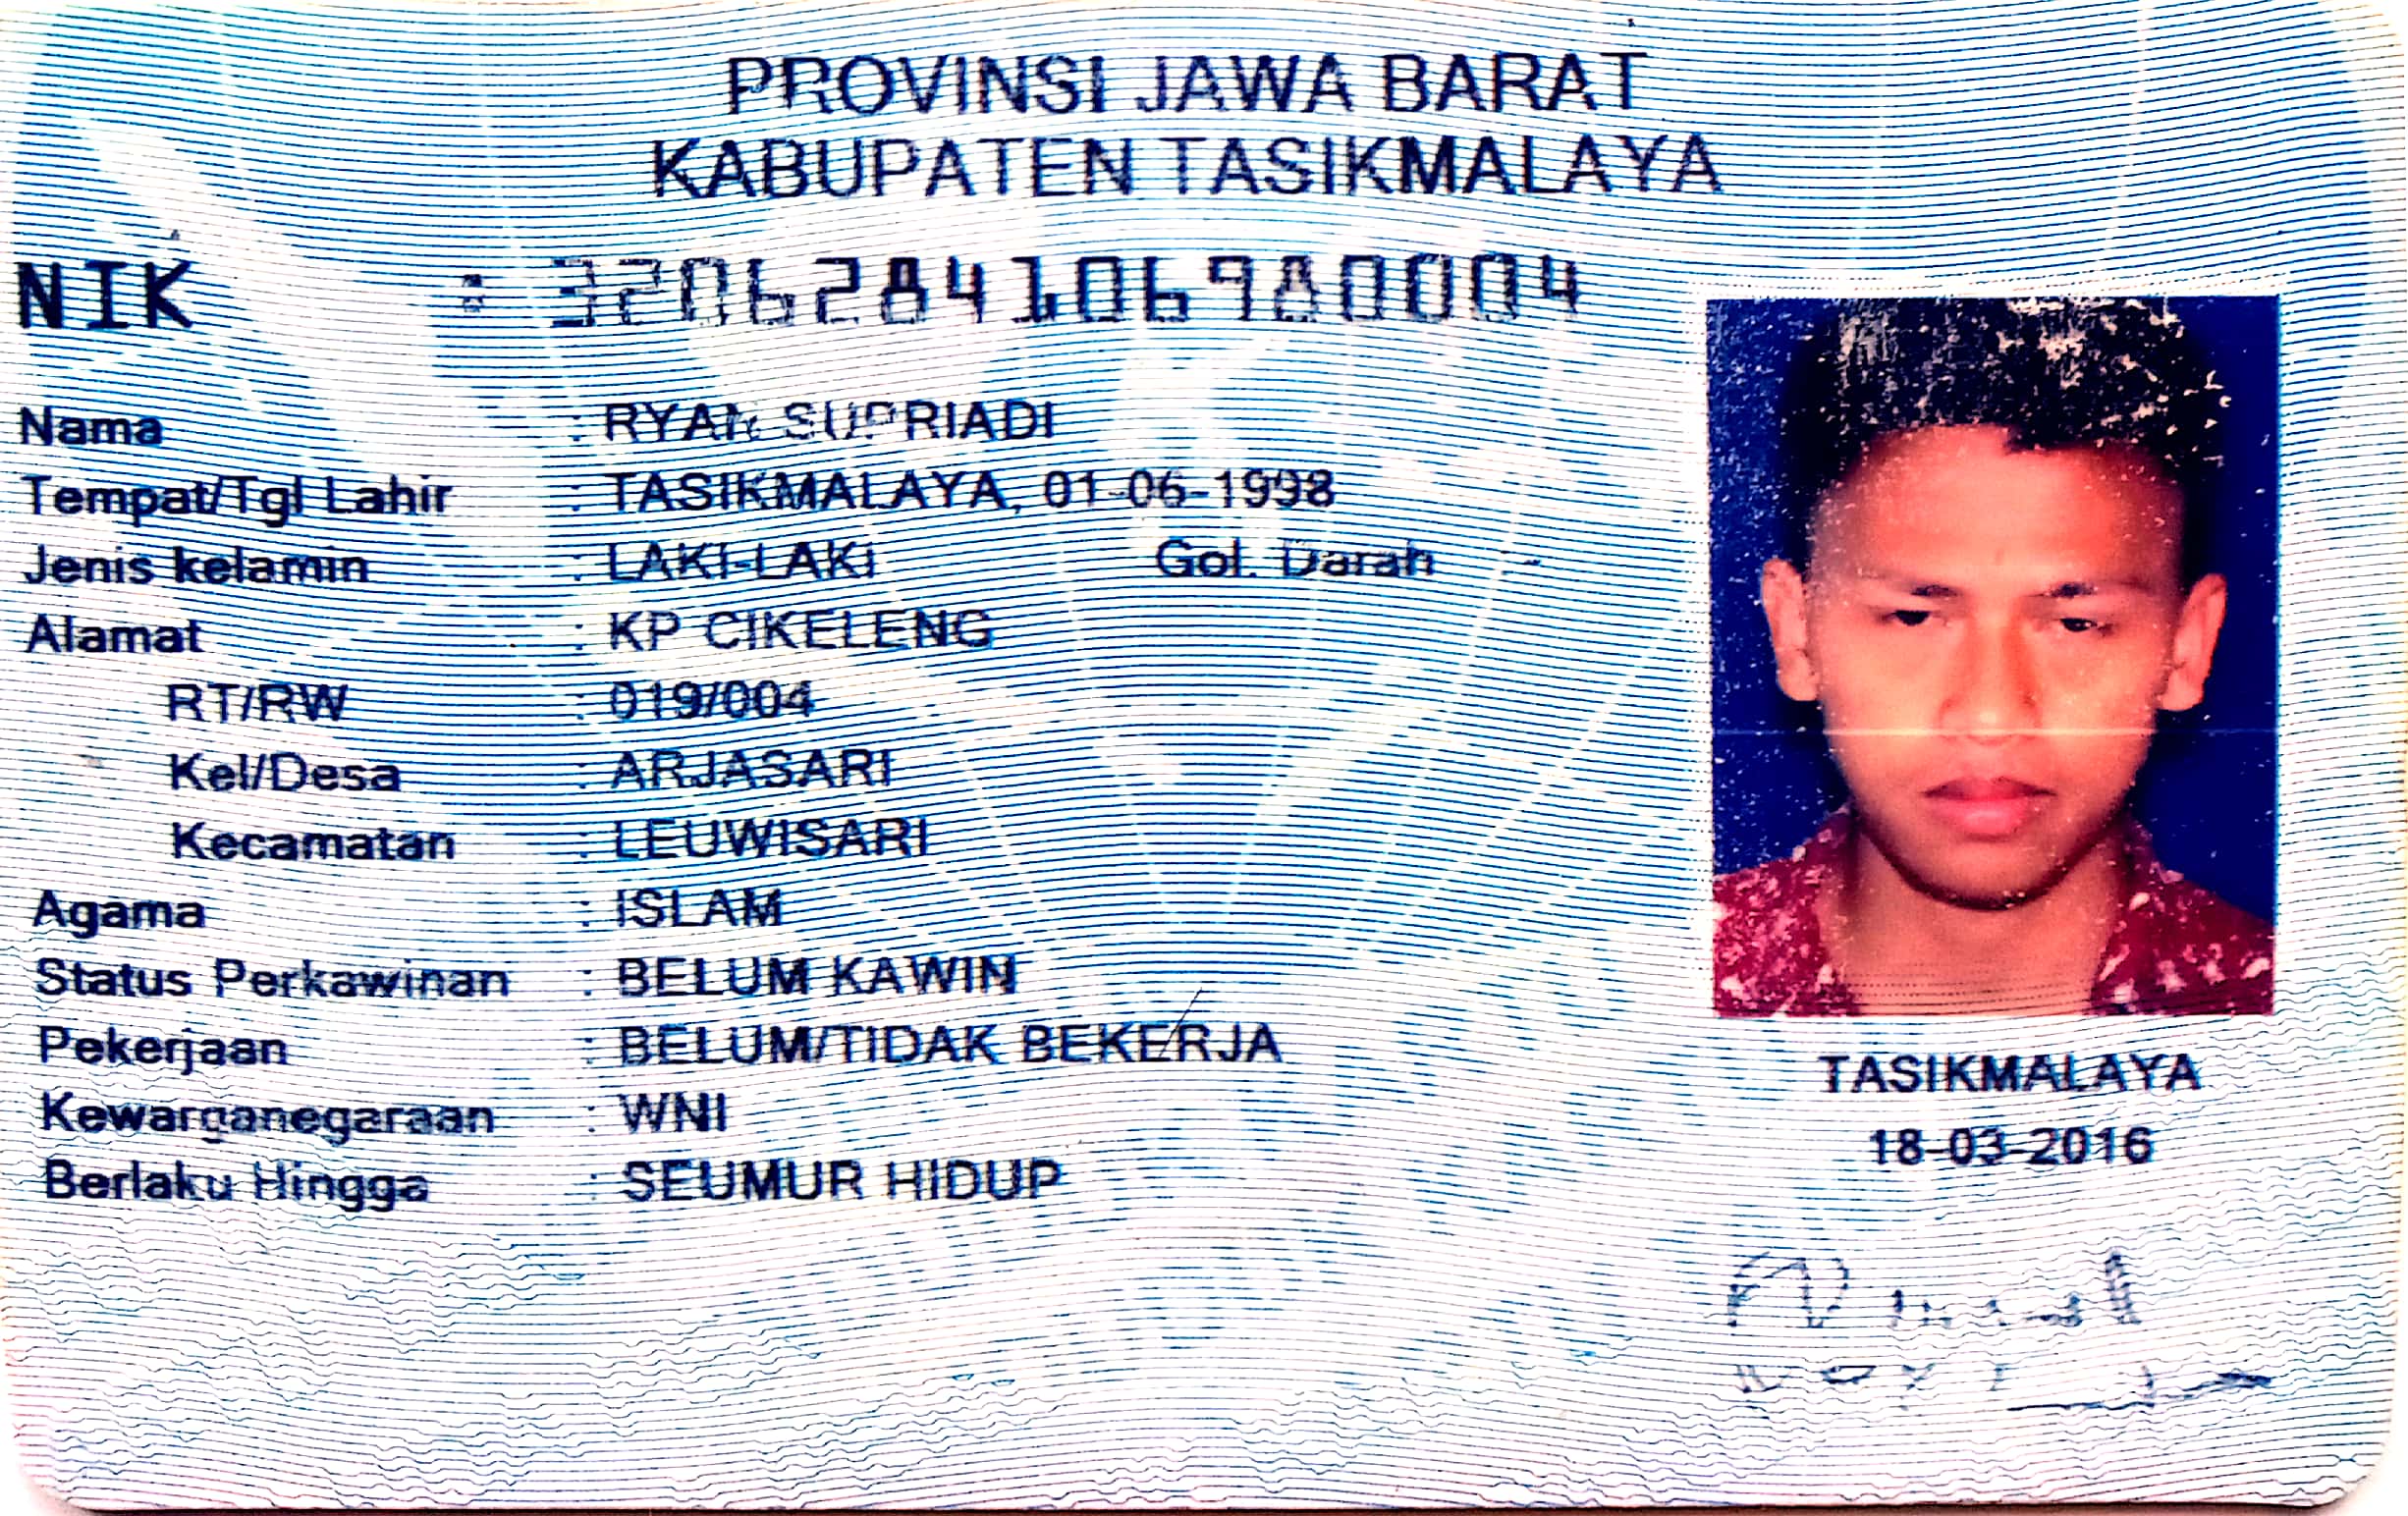 PROVINSI JAWA BARAT
KABUPATEN TASIKMALAYA
NIK : 3206284106980004
Nama : RYAN SUPRIADI
Tempat/Tgl Lahir : TASIKMALAYA, 01-06-1998
Jenis kelamin : LAKI-LAKI Gol. Darah : -
Alamat : KP CIKELENG
RT/RW : 019/004
Kel/Desa : ARJASARI
Kecamatan : LEUWISARI
Agama : ISLAM
Status Perkawinan : BELUM KAWIN
Pekerjaan : BELUM/TIDAK BEKERJA
Kewarganegaraan : WNI
Berlaku Hingga : SEUMUR HIDUP
TASIKMALAYA
18-03-2016